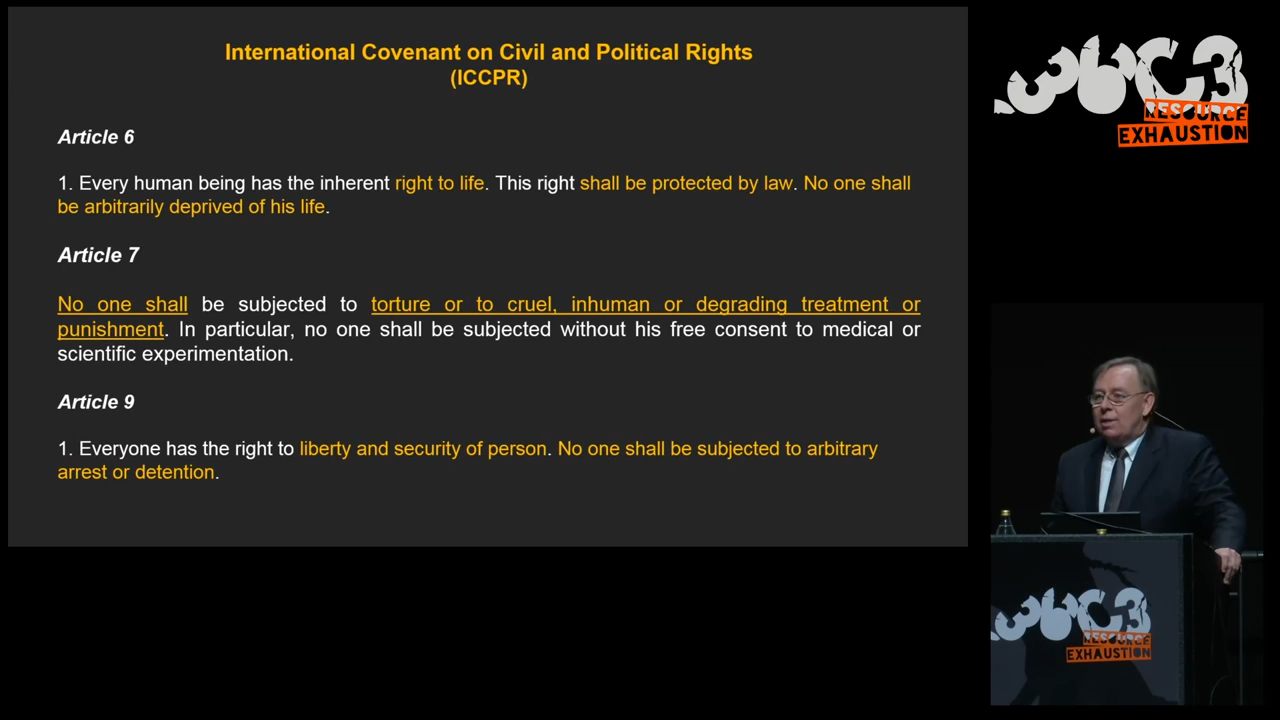 International Covenant on Civil and Political Rights
(ICCPR)
Article 6
1. Every human being has the inherent right to life. This right shall be protected by law. No one shall
be arbitrarily deprived of his life.
Article 7
No one shall be subjected to torture or to cruel, inhuman or degrading treatment or
punishment. In particular, no one shall be subjected without his free consent to medical or
scientific experimentation.
Article 9
1. Everyone has the right to liberty and security of person. No one shall be subjected to arbitrary
arrest or detention.
36C3
RESOURCE
EXHAUSTION
36C3
RESOURCE
EXHAUSTION